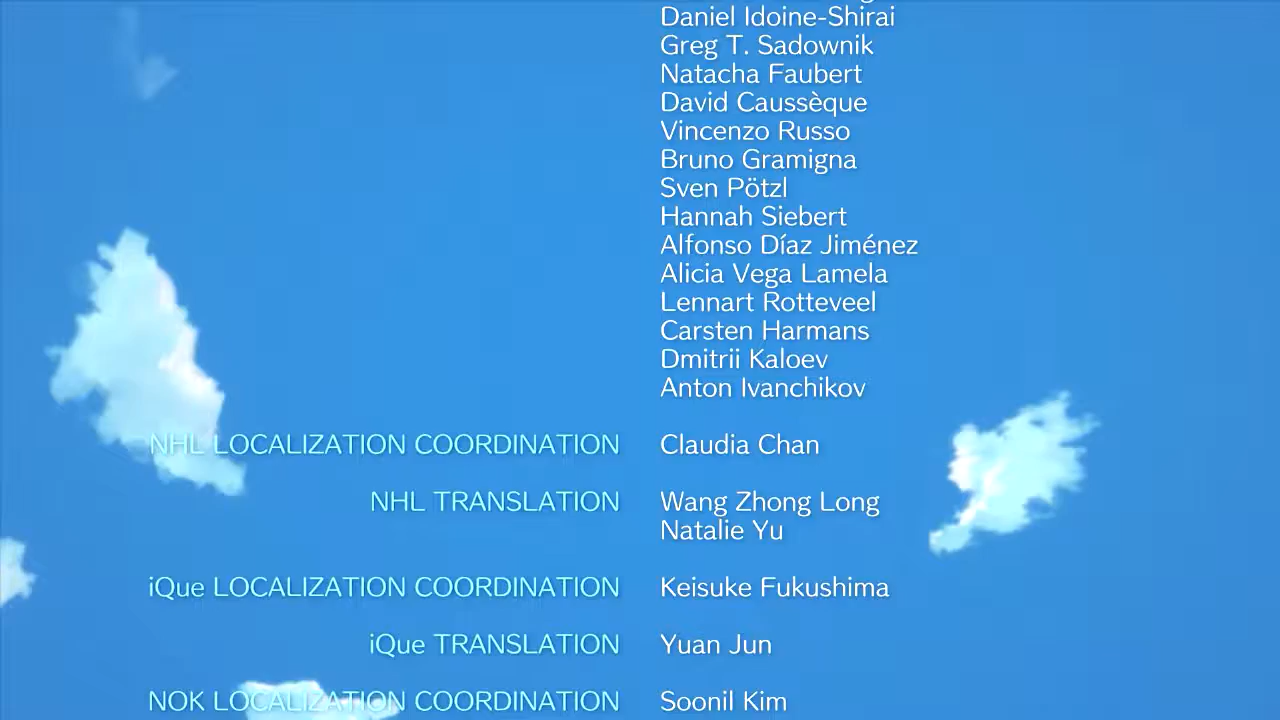 Daniel Idoine-Shirai
Greg T. Sadownik
Natacha Faubert
David Caussèque
Vincenzo Russo
Bruno Gramigna
Sven Pötzl
Hannah Siebert
Alfonso Díaz Jiménez
Alicia Vega Lamela
Lennart Rotteveel
Carsten Harmans
Dmitrii Kaloev
Anton Ivanchikov
NHL LOCALIZATION COORDINATION Claudia Chan
NHL TRANSLATION Wang Zhong Long
Natalie Yu
iQue LOCALIZATION COORDINATION Keisuke Fukushima
iQue TRANSLATION Yuan Jun
NOK LOCALIZATION COORDINATION Soonil Kim